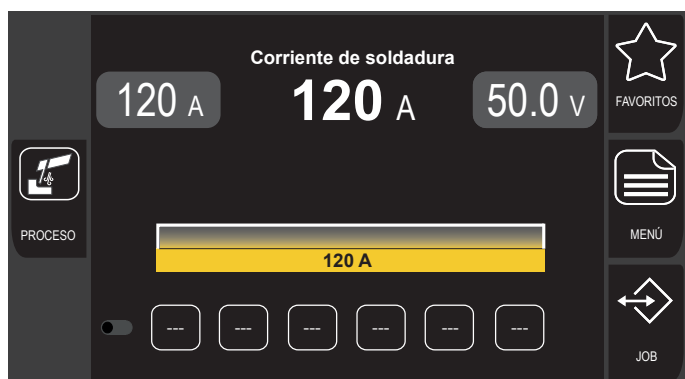 Corriente de soldadura
120 A
120 A
50.0 V
FAVORITOS
PROCESO
MENÚ
120 A
---
---
---
---
---
---
JOB